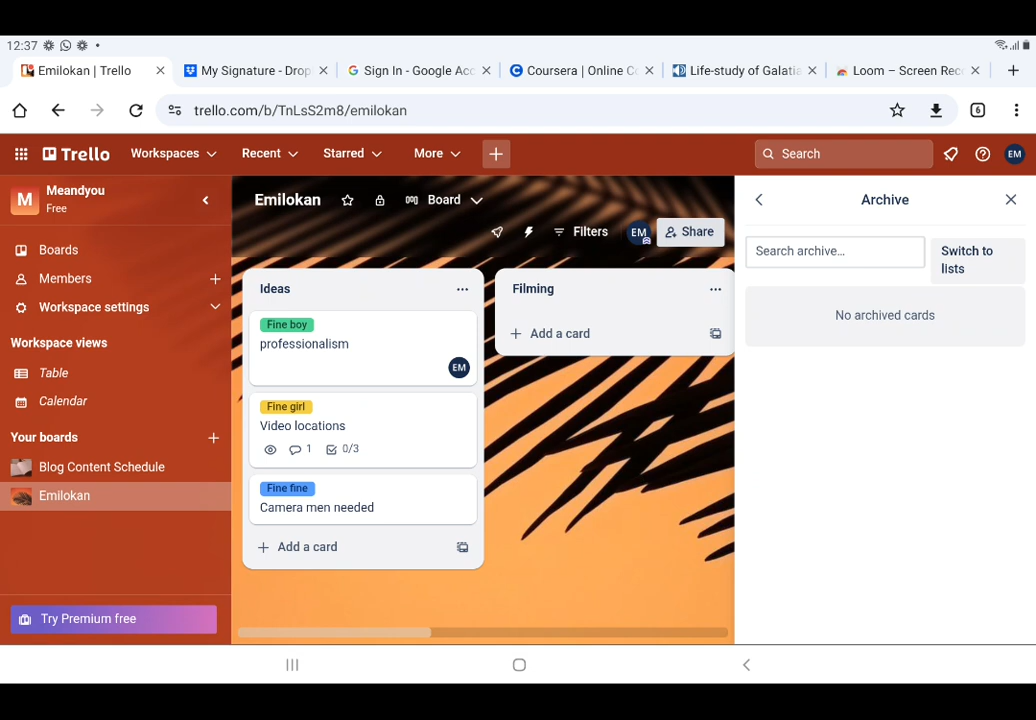 12:37
Emilokan | Trello
My Signature - Drop
Sign In - Google Acc
Coursera | Online Co
Life-study of Galatia
Loom – Screen Rec
trello.com/b/TnLsS2m8/emilokan
6
Trello
Workspaces
Recent
Starred
More
Search
EM
M
Meandyou
Free
Boards
Members
Workspace settings
Workspace views
Table
Calendar
Your boards
Blog Content Schedule
Emilokan
Try Premium free
Emilokan
Board
Filters
EM
Share
Ideas
Fine boy
professionalism
EM
Fine girl
Video locations
1
0/3
Fine fine
Camera men needed
Add a card
Filming
Add a card
Archive
Search archive...
Switch to
lists
No archived cards